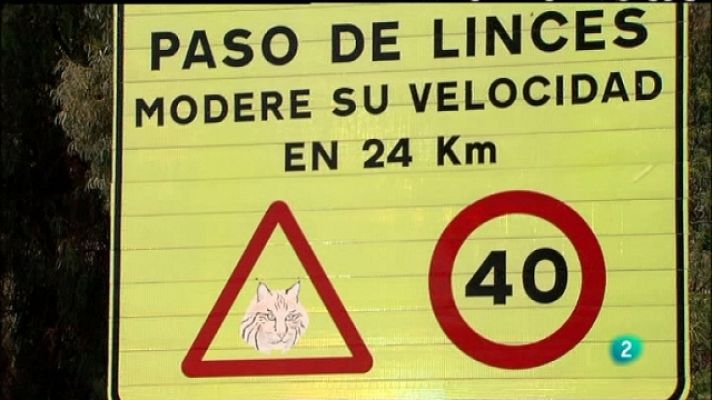 PASO DE LINCES
MODERE SU VELOCIDAD
EN 24 Km
40
2